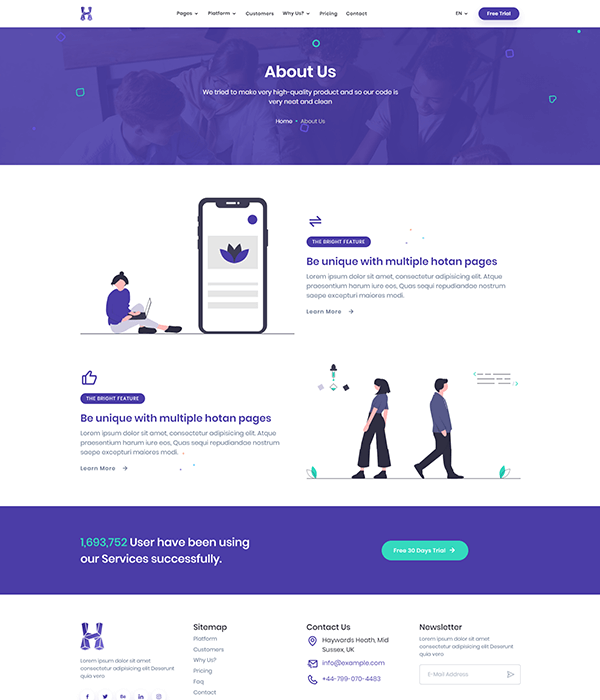 Pages Platform Customers Why Us? Pricing Contact EN Free Trial
About Us
We tried to make very high-quality product and so our code is
very neat and clean
Home • About Us
THE BRIGHT FEATURE
Be unique with multiple hotan pages
Lorem ipsum dolor sit amet, consectetur adipisicing elit, Atque
praesentium harum iure eos, Quas sequi repudiandae nostrum
saepe excepturi maiores modi.
Learn More →
THE BRIGHT FEATURE
Be unique with multiple hotan pages
Lorem ipsum dolor sit amet, consectetur adipisicing elit, Atque
praesentium harum iure eos, Quas sequi repudiandae nostrum
saepe excepturi maiores modi.
Learn More →
1,693,752 User have been using
our Services successfully.
Free 30 Days Trial →
Lorem ipsum dolor sit amet
consectetur adipisicing elit Deserunt
quia vero
Sitemap
Platform
Customers
Why Us?
Pricing
Faq
Contact
Contact Us
Haywards Heath, Mid
Sussex, UK
info@example.com
+44-799-070-4483
Newsletter
Lorem ipsum dolor sit amet
consectetur adipisicing elit Deserunt
quia vero
E-Mail Address